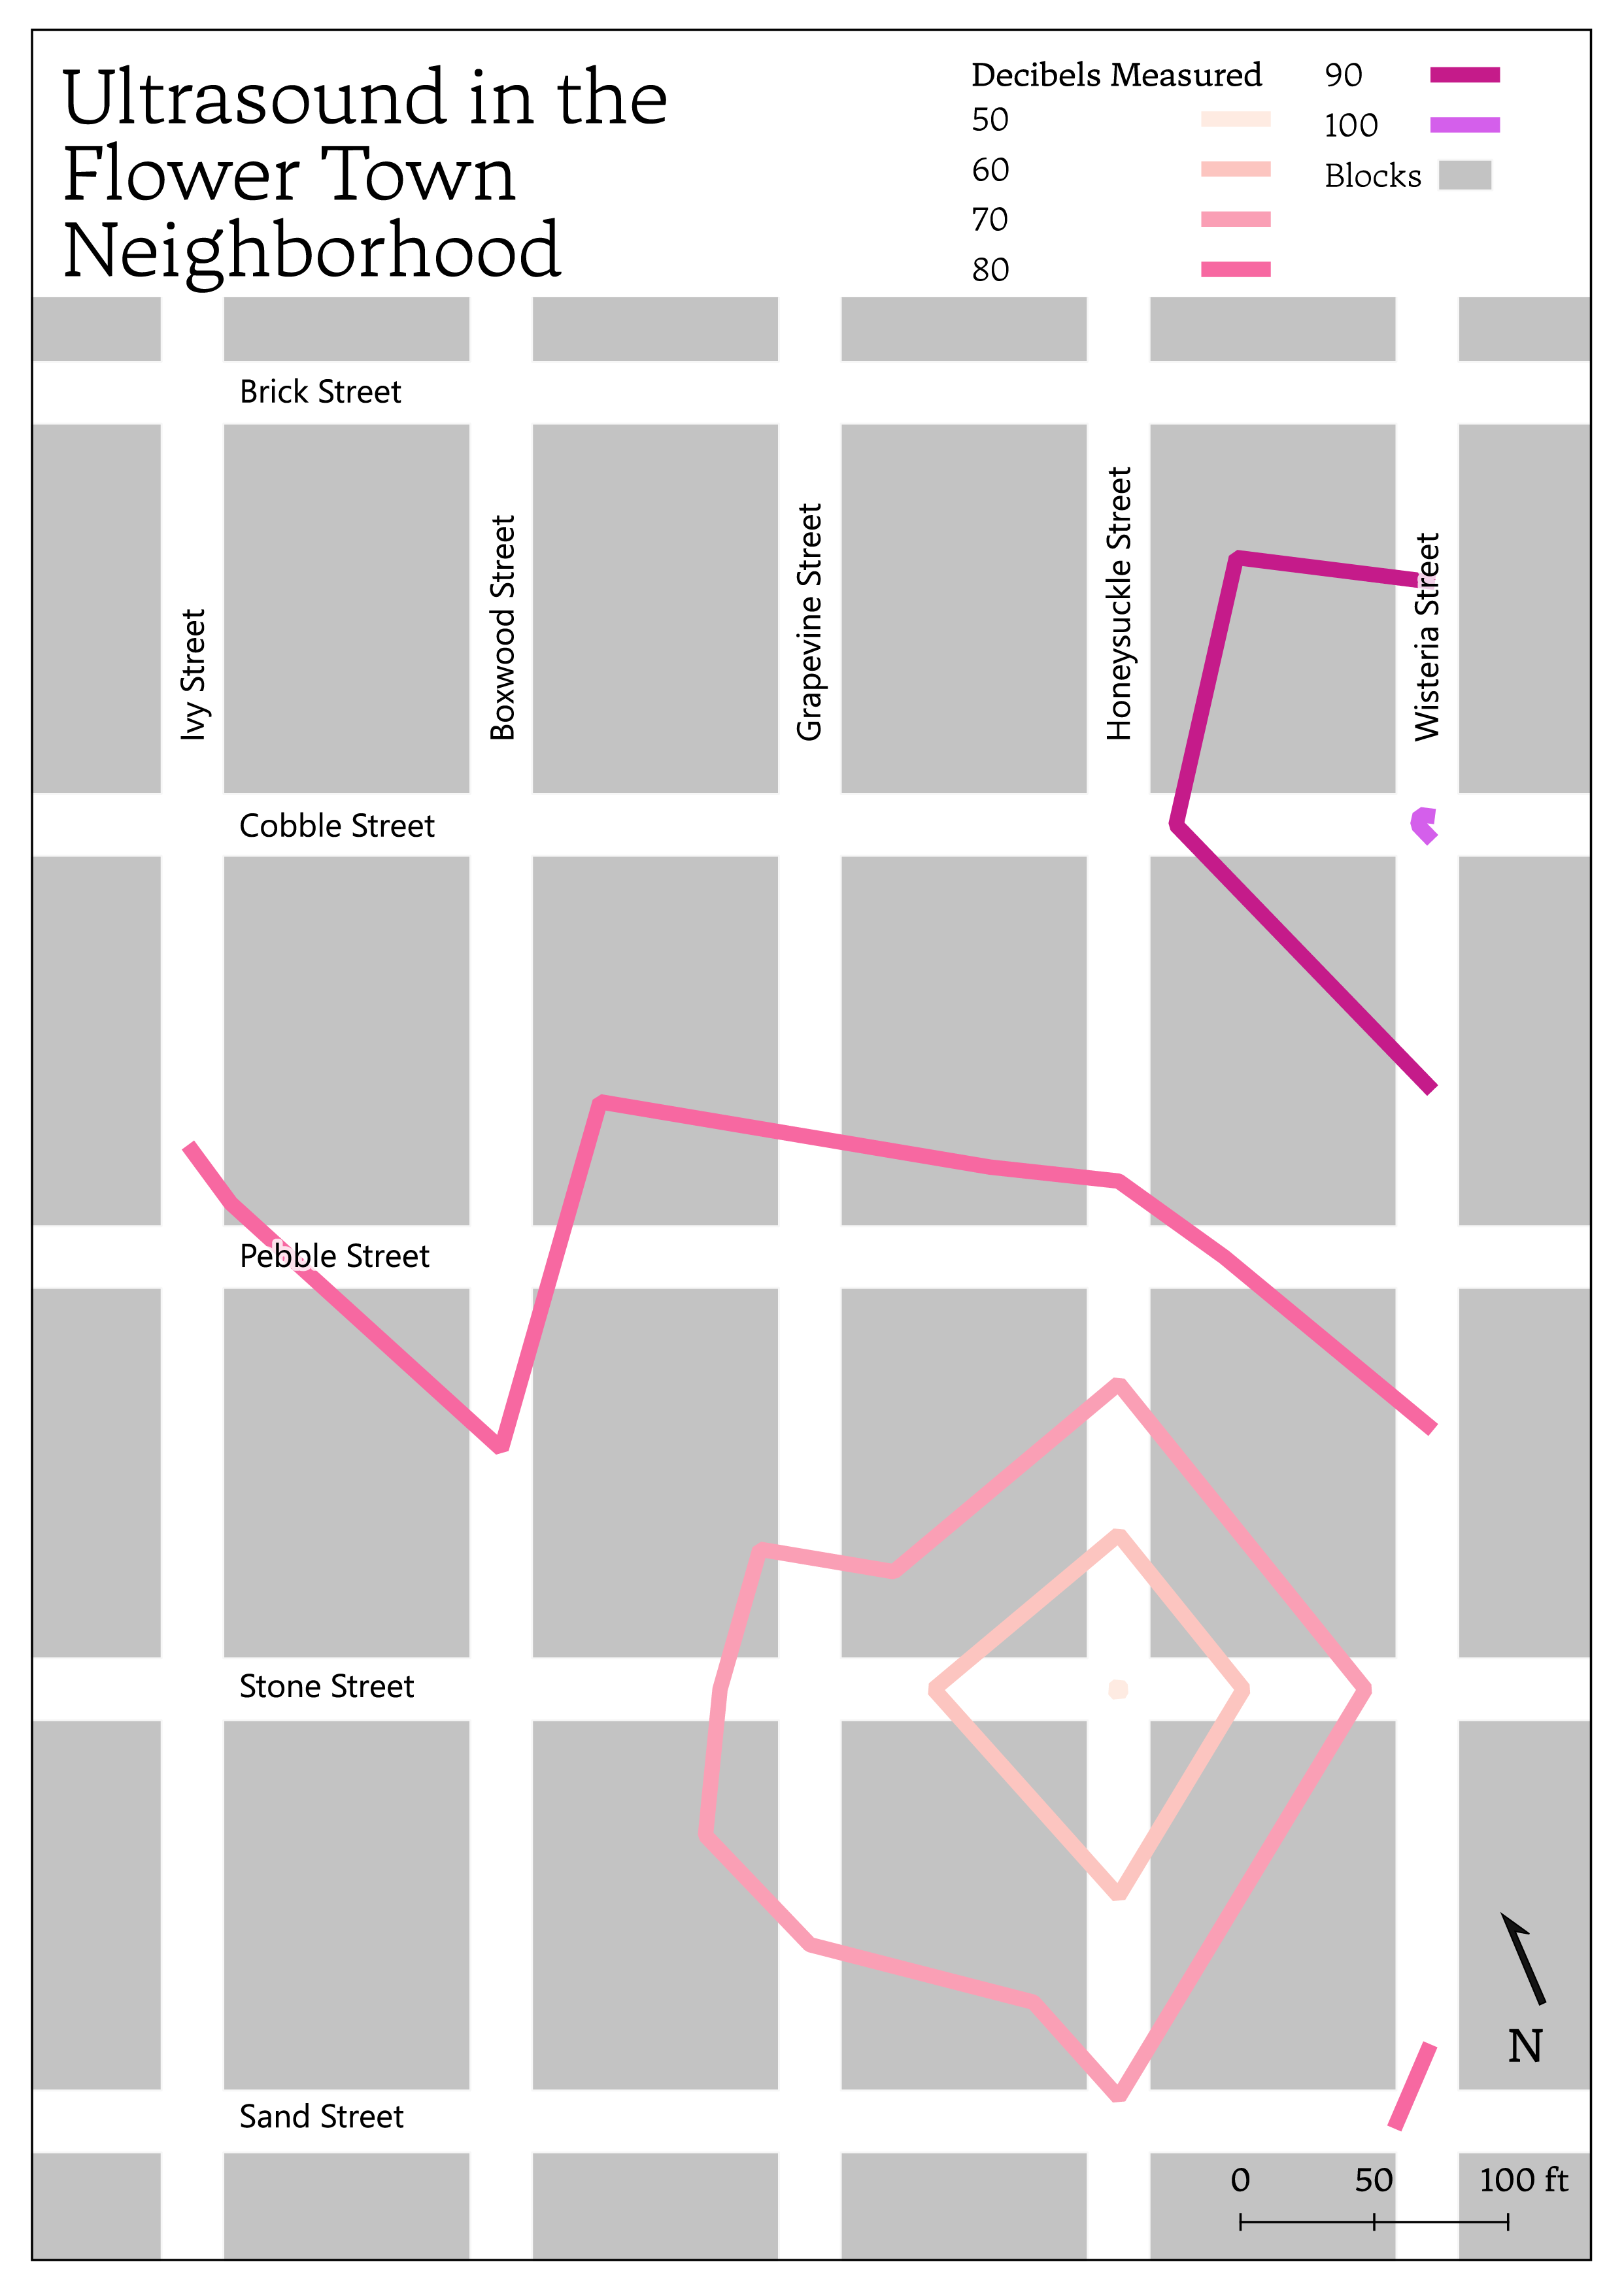 Ultrasound in the
Flower Town
Neighborhood
Decibels Measured
50
60
70
80
90
100
Blocks
Brick Street
Ivy Street
Boxwood Street
Grapevine Street
Honeysuckle Street
Wisteria Street
Cobble Street
Pebble Street
Stone Street
N
Sand Street
0 50 100 ft